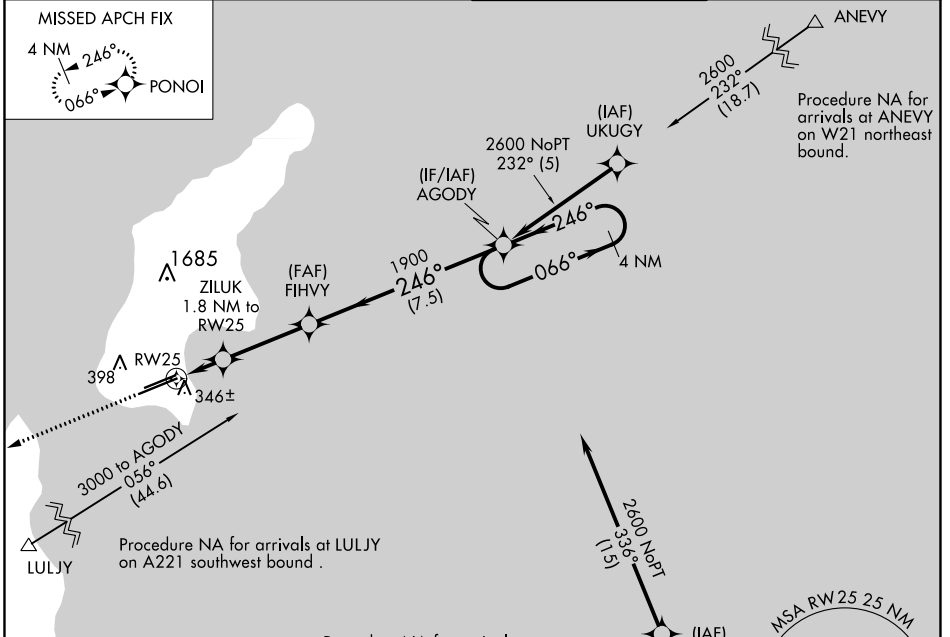 MISSED APCH FIX
4 NM
246°
066°
PONOI
ANEVY
2600
232°
(18.7)
Procedure NA for
arrivals at ANEVY
on W21 northeast
bound.
(IAF)
UKUGY
2600 NoPT
232° (5)
(IF/IAF)
AGODY
246°
066°
4 NM
1900
246°
(7.5)
(FAF)
FIHVY
1685
ZILUK
1.8 NM to
RW25
RW25
398
346±
3000 to AGODY
056°
(44.6)
LULJY
Procedure NA for arrivals at LULJY
on A221 southwest bound .
2600 NoPT
336°
(15)
(IAF)
MSA RW25 25 NM